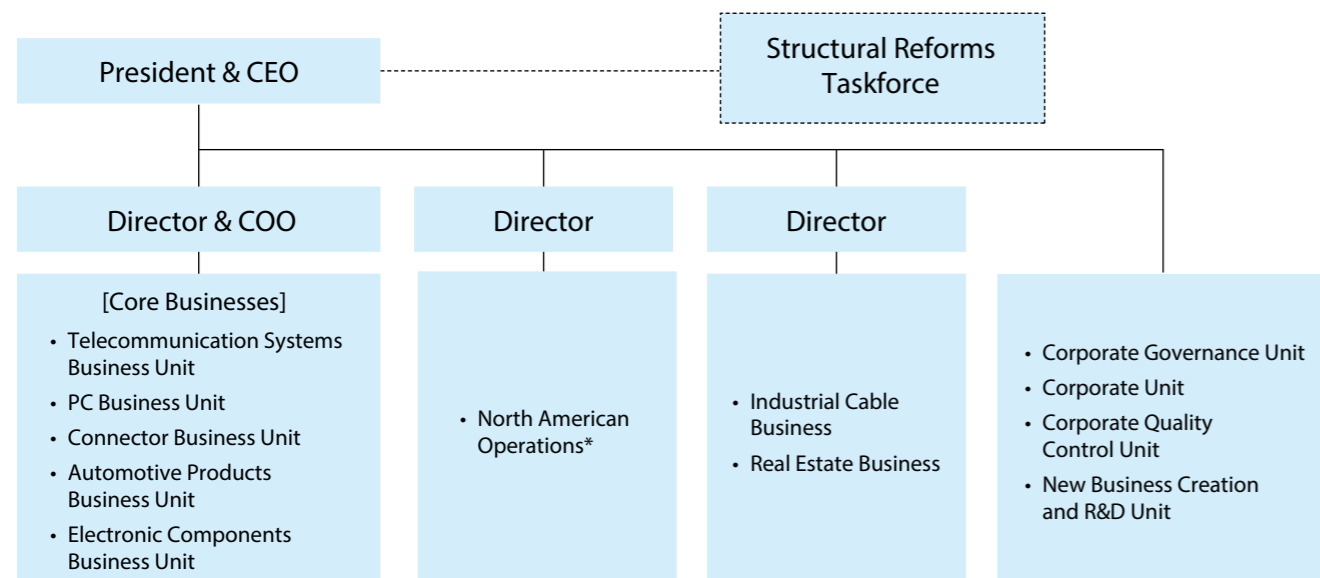 President & CEO
Structural Reforms
Taskforce
Director & COO
Director
Director
[Core Businesses]
• Telecommunication Systems
Business Unit
• PC Business Unit
• Connector Business Unit
• Automotive Products
Business Unit
• Electronic Components
Business Unit
• North American
Operations*
• Industrial Cable
Business
• Real Estate Business
• Corporate Governance Unit
• Corporate Unit
• Corporate Quality
Control Unit
• New Business Creation
and R&D Unit